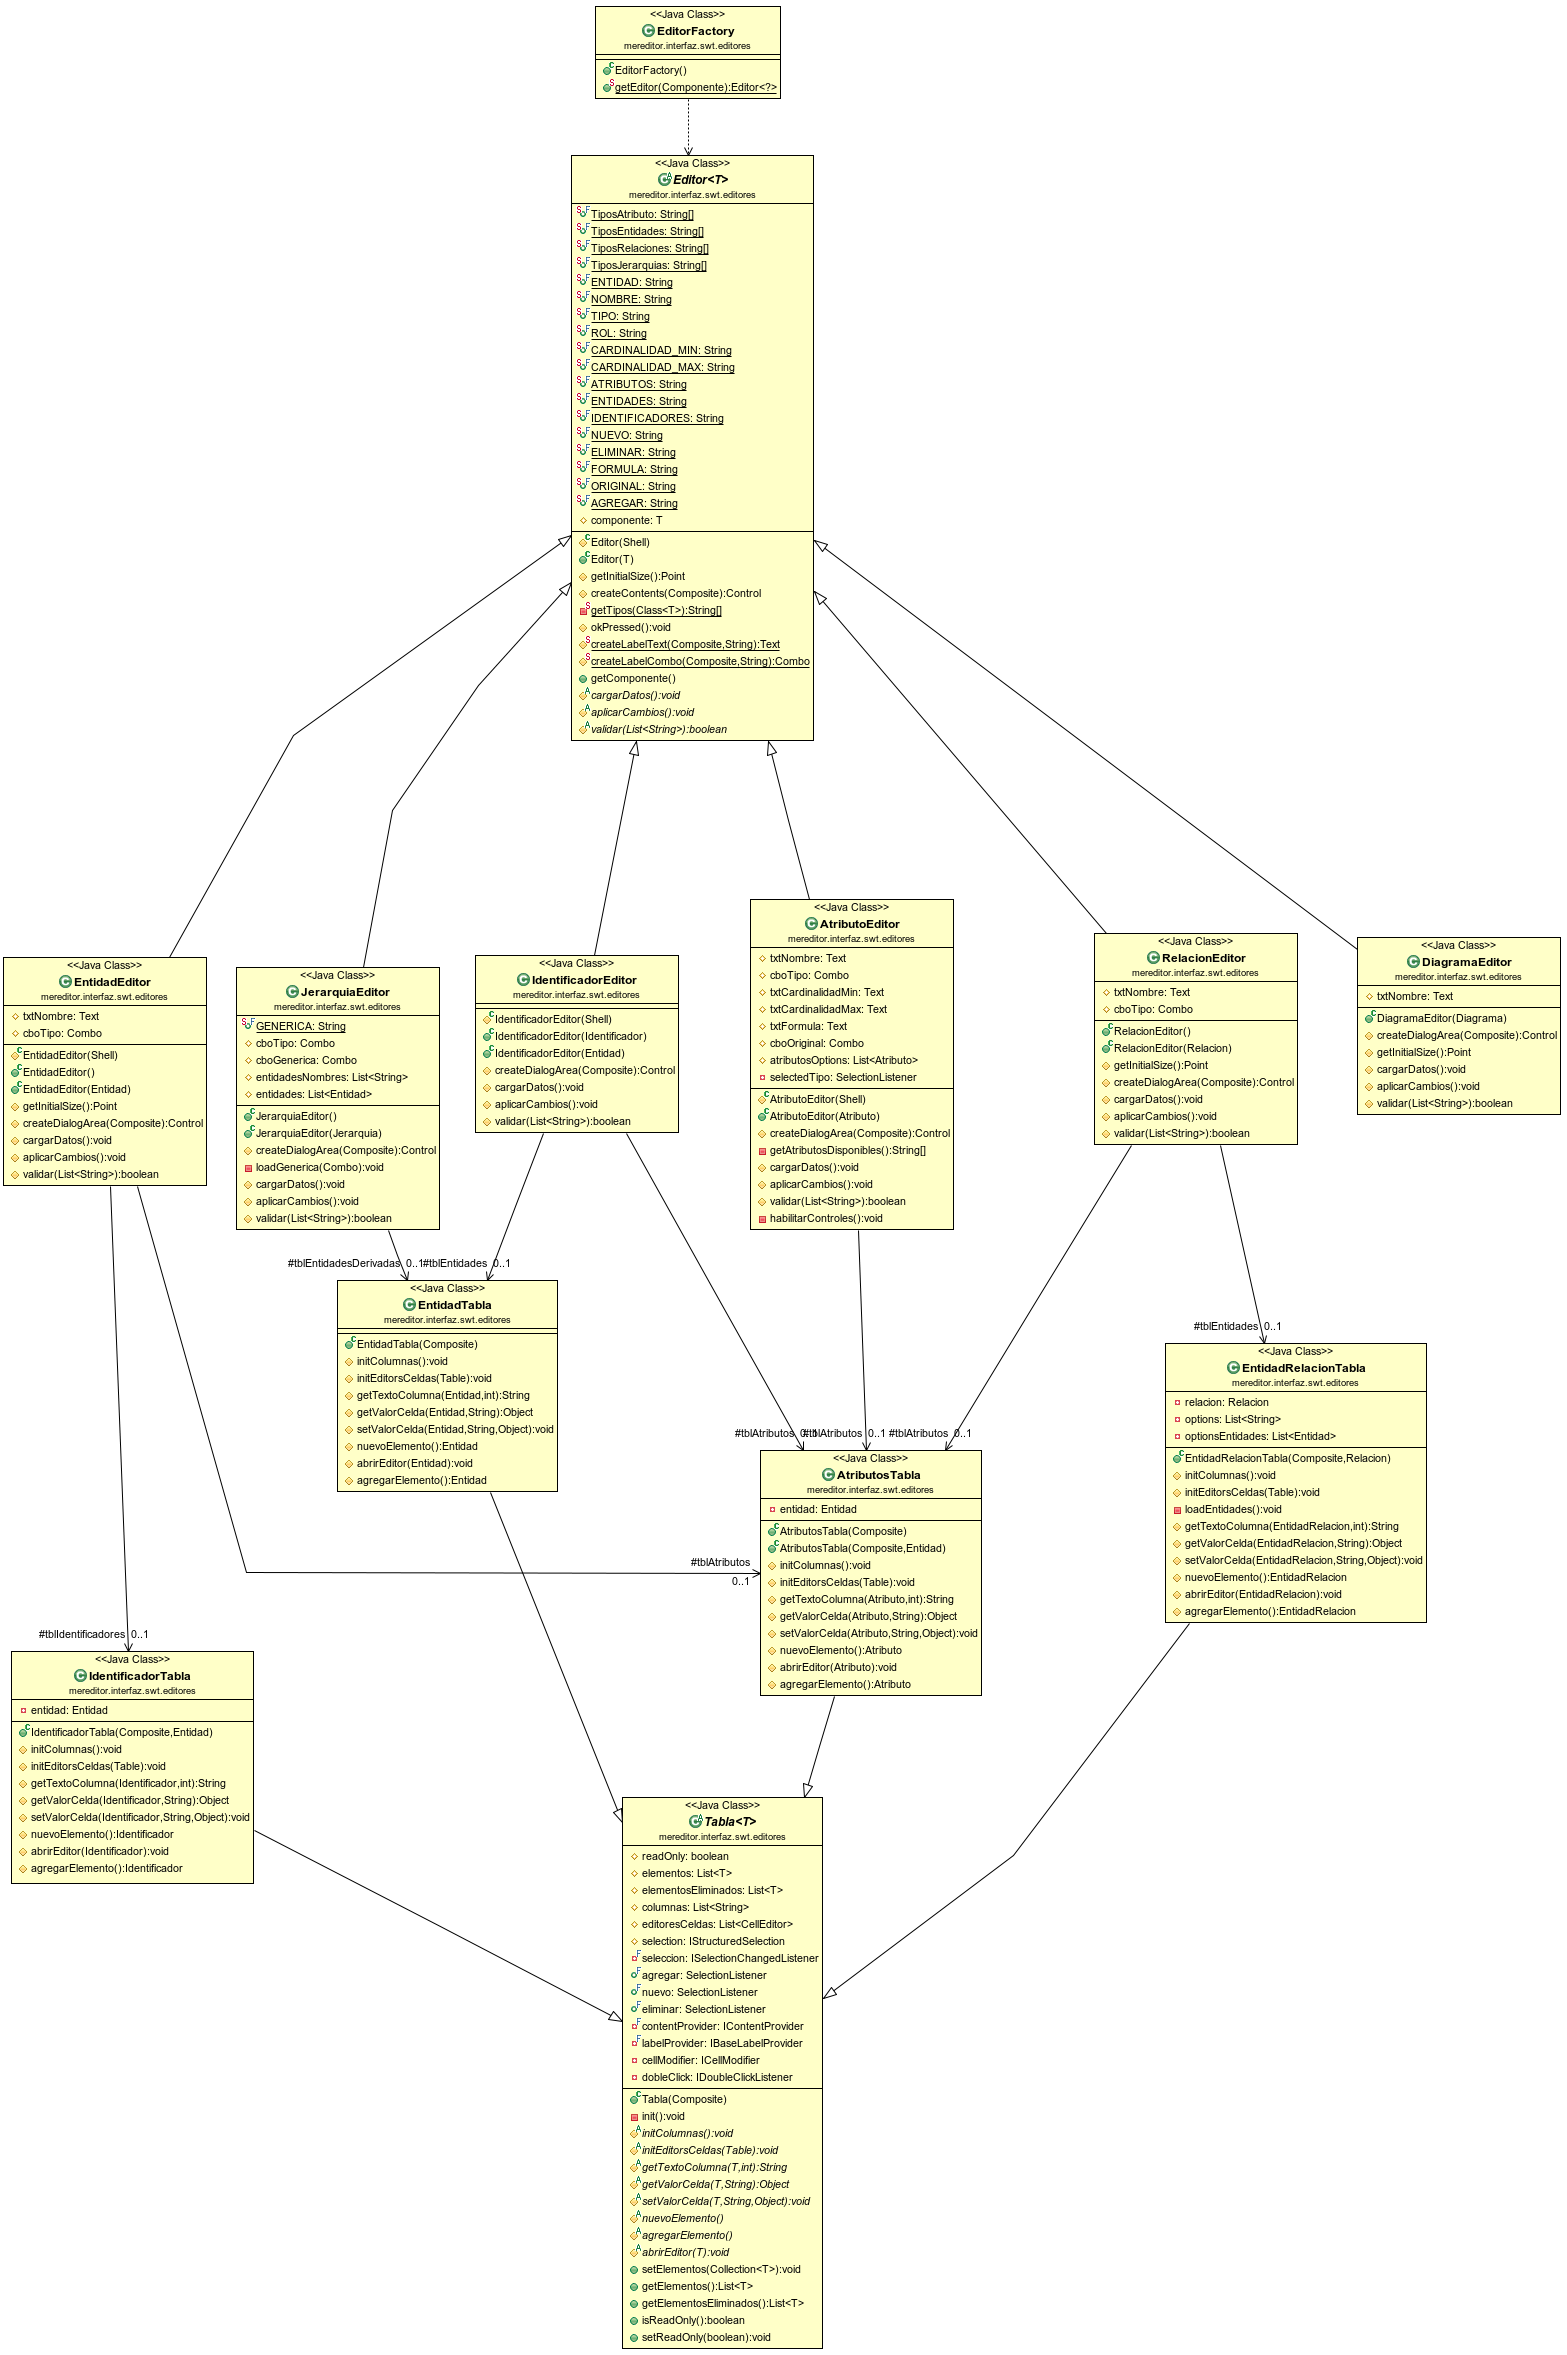 <<Java Class>>
EditorFactory
mereditor.interfaz.swt.editores
EditorFactory()
getEditor(Componente):Editor<?>
<<Java Class>>
Editor<T>
mereditor.interfaz.swt.editores
TiposAtributo: String[]
TiposEntidades: String[]
TiposRelaciones: String[]
TiposJerarquias: String[]
ENTIDAD: String
NOMBRE: String
TIPO: String
ROL: String
CARDINALIDAD_MIN: String
CARDINALIDAD_MAX: String
ATRIBUTOS: String
ENTIDADES: String
IDENTIFICADORES: String
NUEVO: String
ELIMINAR: String
FORMULA: String
ORIGINAL: String
AGREGAR: String
componente: T
Editor(Shell)
Editor(T)
getInitialSize():Point
createContents(Composite):Control
getTipos(Class<T>):String[]
okPressed():void
createLabelText(Composite,String):Text
createLabelCombo(Composite,String):Combo
getComponente()
cargarDatos():void
aplicarCambios():void
validar(List<String>):boolean
<<Java Class>>
EntidadEditor
mereditor.interfaz.swt.editores
txtNombre: Text
cboTipo: Combo
EntidadEditor(Shell)
EntidadEditor()
EntidadEditor(Entidad)
getInitialSize():Point
createDialogArea(Composite):Control
cargarDatos():void
aplicarCambios():void
validar(List<String>):boolean
<<Java Class>>
JerarquiaEditor
mereditor.interfaz.swt.editores
GENERICA: String
cboTipo: Combo
cboGenerica: Combo
entidadesNombres: List<String>
entidades: List<Entidad>
JerarquiaEditor()
JerarquiaEditor(Jerarquia)
createDialogArea(Composite):Control
loadGenerica(Combo):void
cargarDatos():void
aplicarCambios():void
validar(List<String>):boolean
<<Java Class>>
IdentificadorEditor
mereditor.interfaz.swt.editores
IdentificadorEditor(Shell)
IdentificadorEditor(Identificador)
IdentificadorEditor(Entidad)
createDialogArea(Composite):Control
cargarDatos():void
aplicarCambios():void
validar(List<String>):boolean
<<Java Class>>
AtributoEditor
mereditor.interfaz.swt.editores
txtNombre: Text
cboTipo: Combo
txtCardinalidadMin: Text
txtCardinalidadMax: Text
txtFormula: Text
cboOriginal: Combo
atributosOptions: List<Atributo>
selectedTipo: SelectionListener
AtributoEditor(Shell)
AtributoEditor(Atributo)
createDialogArea(Composite):Control
getAtributosDisponibles():String[]
cargarDatos():void
aplicarCambios():void
validar(List<String>):boolean
habilitarControles():void
<<Java Class>>
RelacionEditor
mereditor.interfaz.swt.editores
txtNombre: Text
cboTipo: Combo
RelacionEditor()
RelacionEditor(Relacion)
getInitialSize():Point
createDialogArea(Composite):Control
cargarDatos():void
aplicarCambios():void
validar(List<String>):boolean
<<Java Class>>
DiagramaEditor
mereditor.interfaz.swt.editores
txtNombre: Text
DiagramaEditor(Diagrama)
createDialogArea(Composite):Control
getInitialSize():Point
cargarDatos():void
aplicarCambios():void
validar(List<String>):boolean
#tblEntidadesDerivadas 0..1
#tblEntidades 0..1
<<Java Class>>
EntidadTabla
mereditor.interfaz.swt.editores
EntidadTabla(Composite)
initColumnas():void
initEditorsCeldas(Table):void
getTextoColumna(Entidad,int):String
getValorCelda(Entidad,String):Object
setValorCelda(Entidad,String,Object):void
nuevoElemento():Entidad
abrirEditor(Entidad):void
agregarElemento():Entidad
#tblEntidades 0..1
<<Java Class>>
EntidadRelacionTabla
mereditor.interfaz.swt.editores
relacion: Relacion
options: List<String>
optionsEntidades: List<Entidad>
EntidadRelacionTabla(Composite,Relacion)
initColumnas():void
initEditorsCeldas(Table):void
loadEntidades():void
getTextoColumna(EntidadRelacion,int):String
getValorCelda(EntidadRelacion,String):Object
setValorCelda(EntidadRelacion,String,Object):void
nuevoElemento():EntidadRelacion
abrirEditor(EntidadRelacion):void
agregarElemento():EntidadRelacion
#tblAtributos 0..1
#tblAtributos 0..1
#tblAtributos 0..1
<<Java Class>>
AtributosTabla
mereditor.interfaz.swt.editores
entidad: Entidad
AtributosTabla(Composite)
AtributosTabla(Composite,Entidad)
initColumnas():void
initEditorsCeldas(Table):void
getTextoColumna(Atributo,int):String
getValorCelda(Atributo,String):Object
setValorCelda(Atributo,String,Object):void
nuevoElemento():Atributo
abrirEditor(Atributo):void
agregarElemento():Atributo
#tblAtributos
0..1
#tblIdentificadores 0..1
<<Java Class>>
IdentificadorTabla
mereditor.interfaz.swt.editores
entidad: Entidad
IdentificadorTabla(Composite,Entidad)
initColumnas():void
initEditorsCeldas(Table):void
getTextoColumna(Identificador,int):String
getValorCelda(Identificador,String):Object
setValorCelda(Identificador,String,Object):void
nuevoElemento():Identificador
abrirEditor(Identificador):void
agregarElemento():Identificador
<<Java Class>>
Tabla<T>
mereditor.interfaz.swt.editores
readOnly: boolean
elementos: List<T>
elementosEliminados: List<T>
columnas: List<String>
editoresCeldas: List<CellEditor>
selection: IStructuredSelection
seleccion: ISelectionChangedListener
agregar: SelectionListener
nuevo: SelectionListener
eliminar: SelectionListener
contentProvider: IContentProvider
labelProvider: IBaseLabelProvider
cellModifier: ICellModifier
dobleClick: IDoubleClickListener
Tabla(Composite)
init():void
initColumnas():void
initEditorsCeldas(Table):void
getTextoColumna(T,int):String
getValorCelda(T,String):Object
setValorCelda(T,String,Object):void
nuevoElemento()
agregarElemento()
abrirEditor(T):void
setElementos(Collection<T>):void
getElementos():List<T>
getElementosEliminados():List<T>
isReadOnly():boolean
setReadOnly(boolean):void